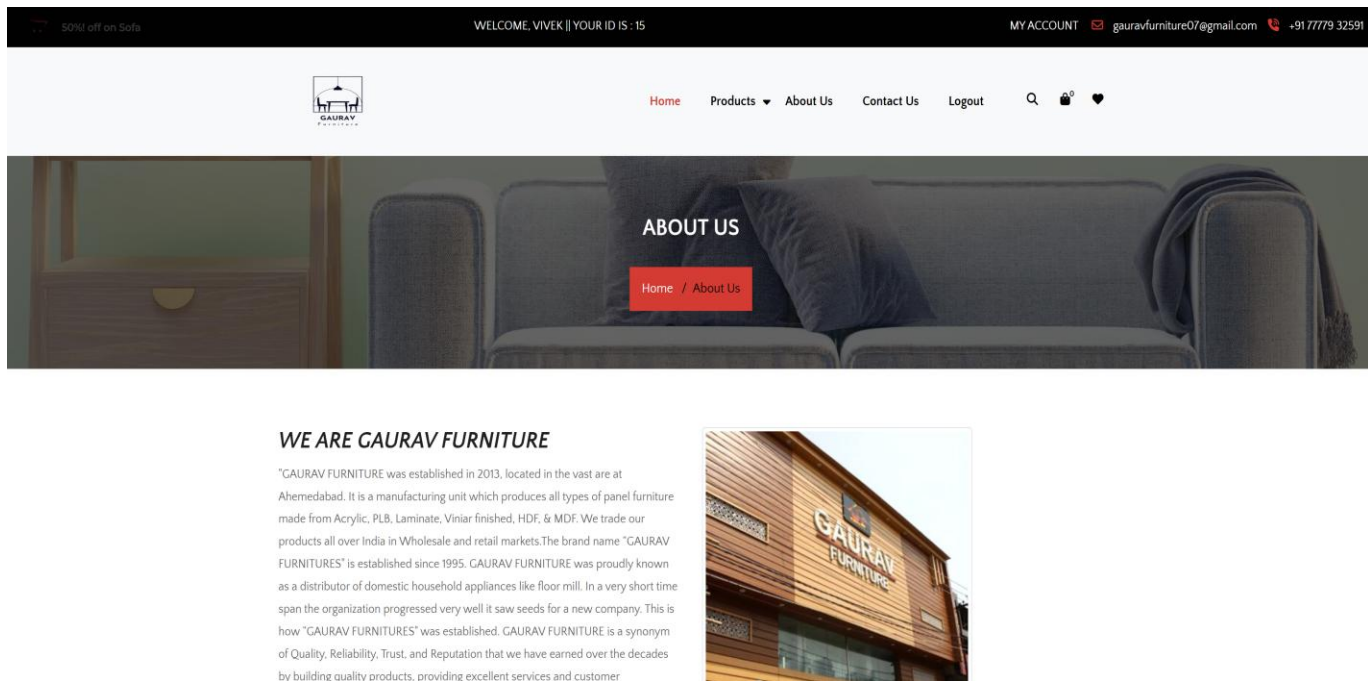 50%! off on Sofa
WELCOME, VIVEK || YOUR ID IS : 15
MY ACCOUNT
gauravfurniture07@gmail.com
+91 77779 32591
GAURAV
Furniture
Home
Products
About Us
Contact Us
Logout
0
ABOUT US
Home / About Us
WE ARE GAURAV FURNITURE
"GAURAV FURNITURE was established in 2013, located in the vast are at
Ahemedabad. It is a manufacturing unit which produces all types of panel furniture
made from Acrylic, PLB, Laminate, Viniar finished, HDF, & MDF. We trade our
products all over India in Wholesale and retail markets.The brand name "GAURAV
FURNITURES" is established since 1995. GAURAV FURNITURE was proudly known
as a distributor of domestic household appliances like floor mill. In a very short time
span the organization progressed very well it saw seeds for a new company. This is
how "GAURAV FURNITURES" was established. GAURAV FURNITURE is a synonym
of Quality, Reliability, Trust, and Reputation that we have earned over the decades
by building quality products, providing excellent services and customer
GAURAV
FURNITURE